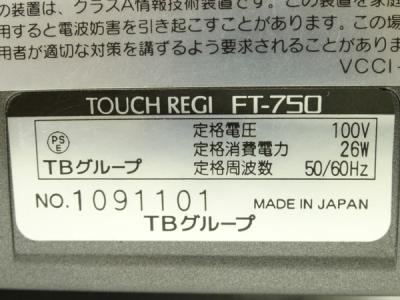 の装置は、クラスA情報技術装置です。この装置を家庭
用すると電波妨害を引き起こすことがあります。この場
用者が適切な対策を講ずるよう要求されることがあり
VCCI-
TOUCH REGI FT-750
PS E
定格電圧 100V
定格消費電力 26W
TBグループ 定格周波数 50/60Hz
NO. 1091101 MADE IN JAPAN
TBグループ